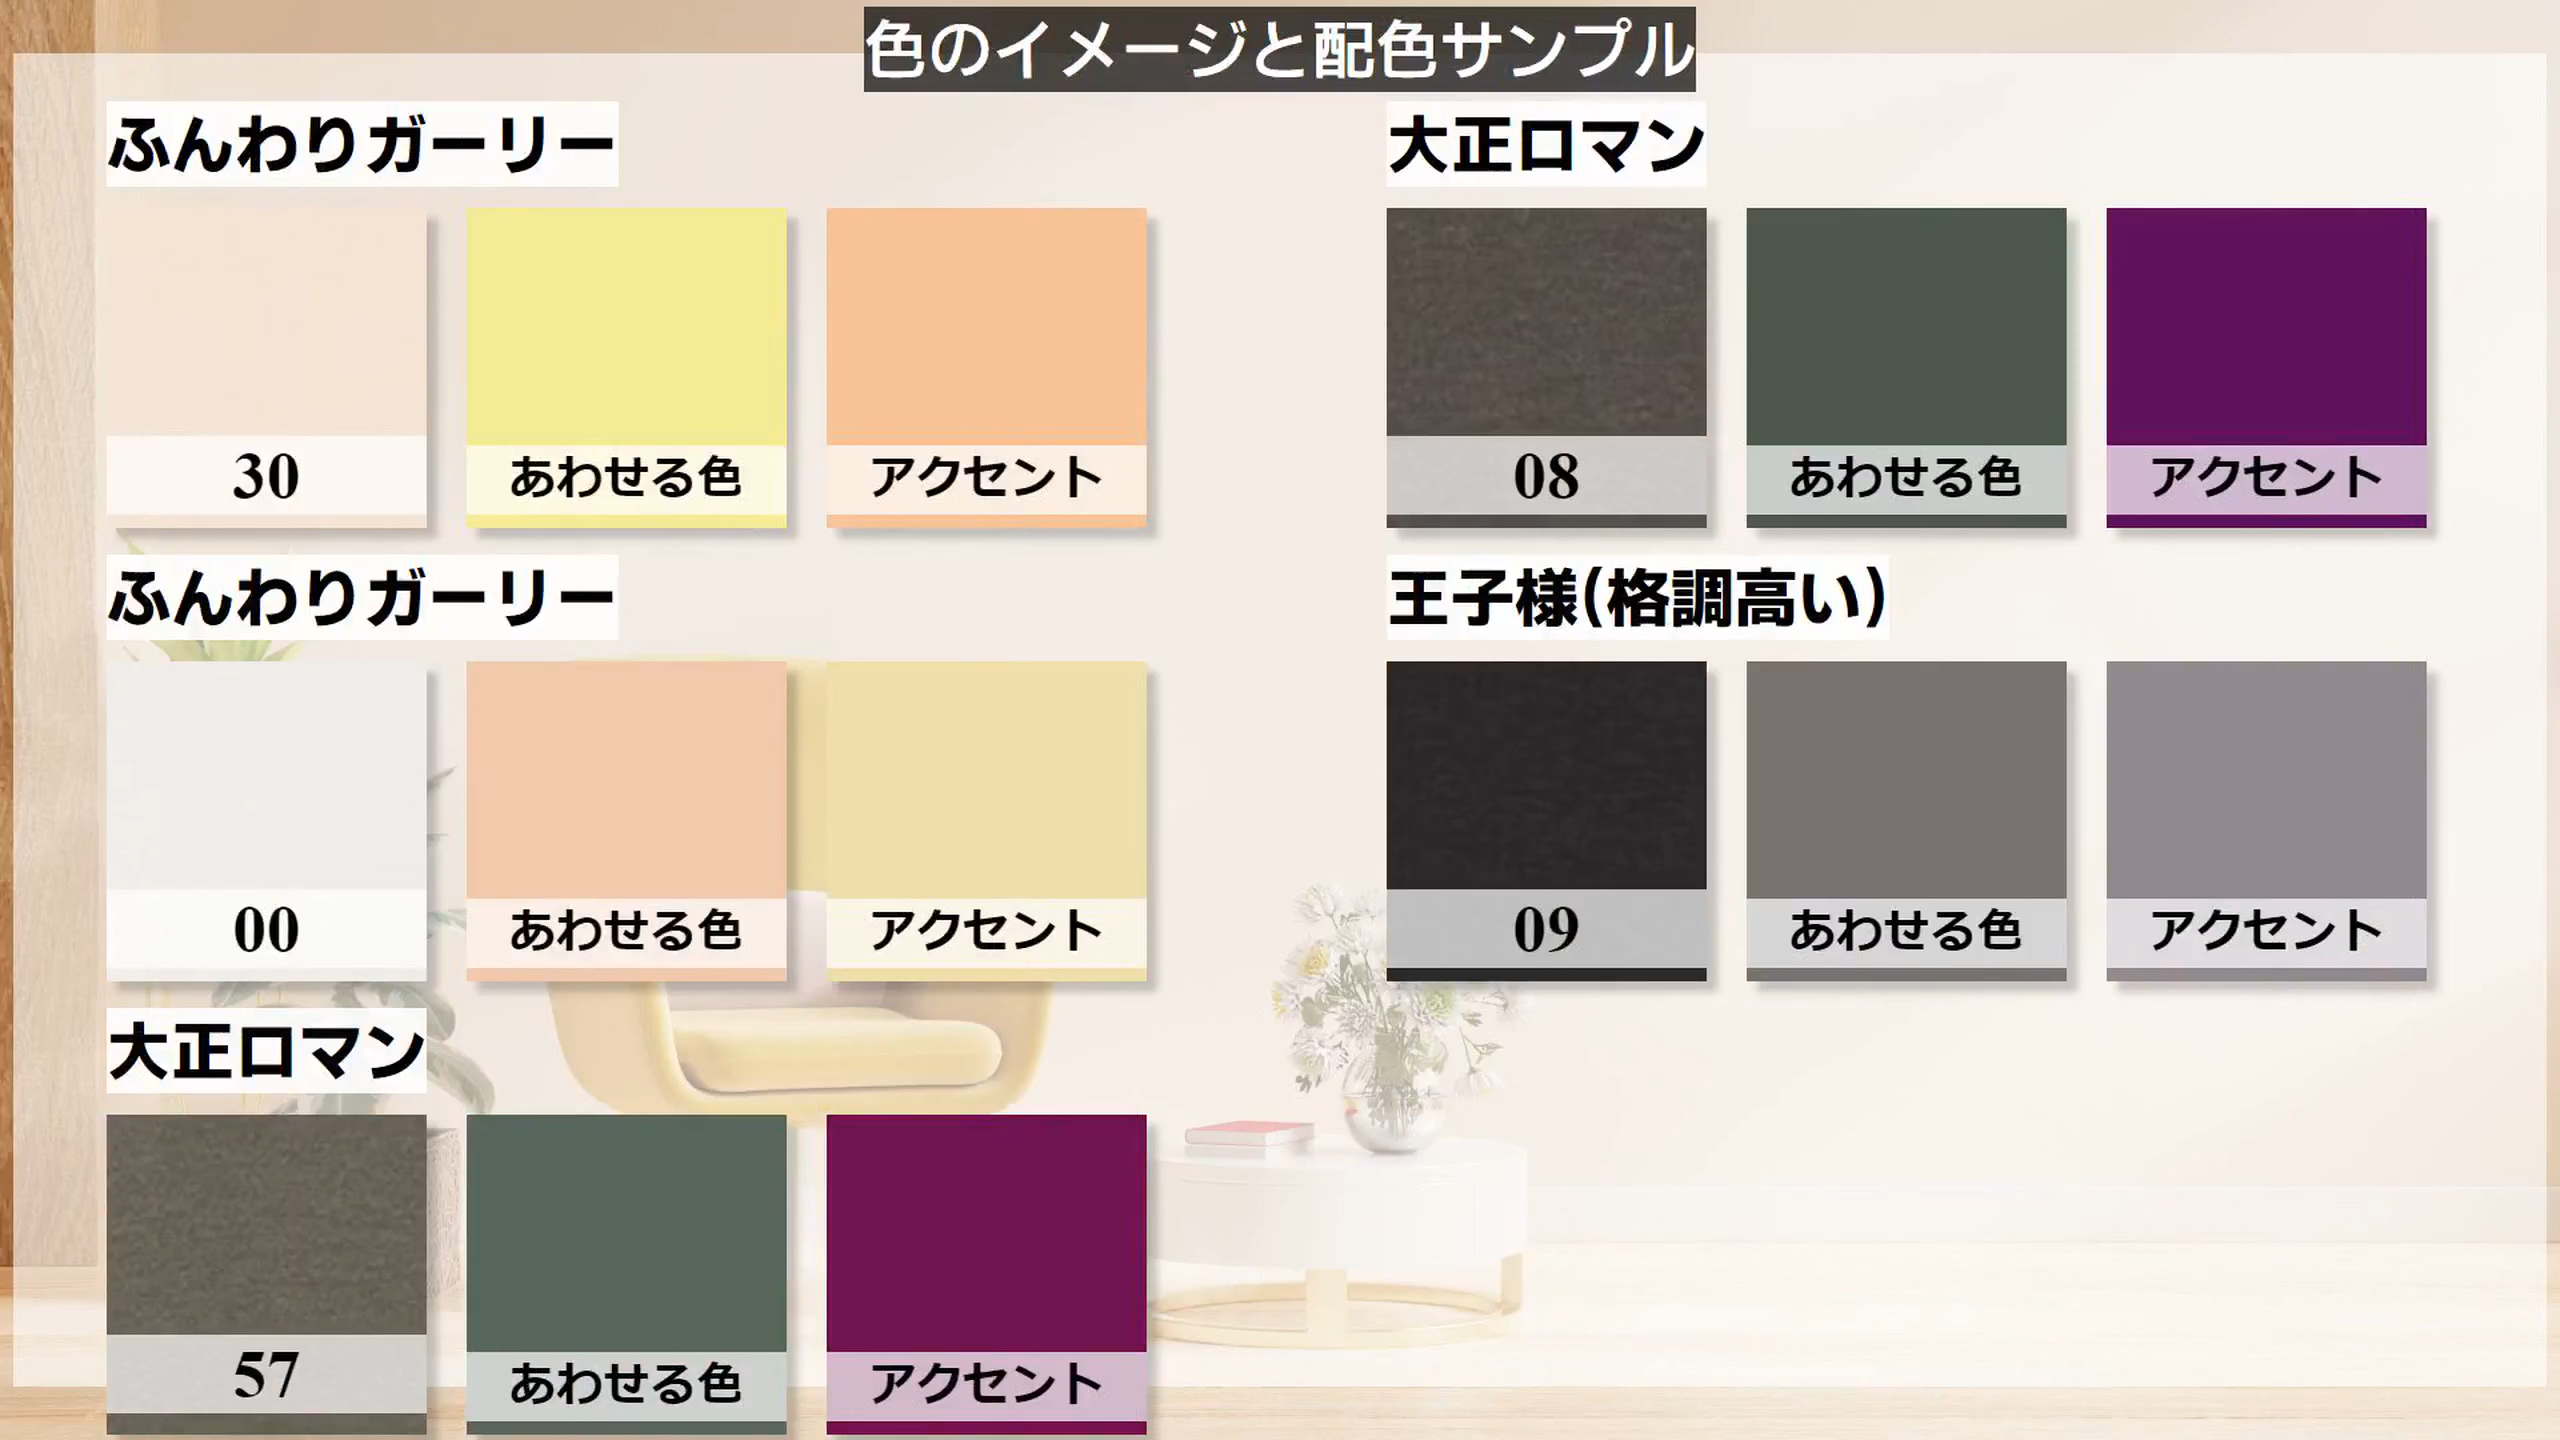 色のイメージと配色サンプル
ふんわりガーリー
30 あわせる色 アクセント
ふんわりガーリー
00 あわせる色 アクセント
大正ロマン
57 あわせる色 アクセント
大正ロマン
08 あわせる色 アクセント
王子様(格調高い)
09 あわせる色 アクセント